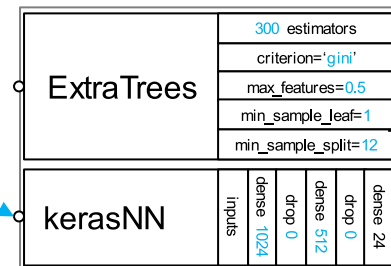 ExtraTrees
300 estimators
criterion=‘gini’
max_features=0.5
min_sample_leaf=1
min_sample_split=12
kerasNN
inputs
dense 1024
drop 0
dense 512
drop 0
dense 24